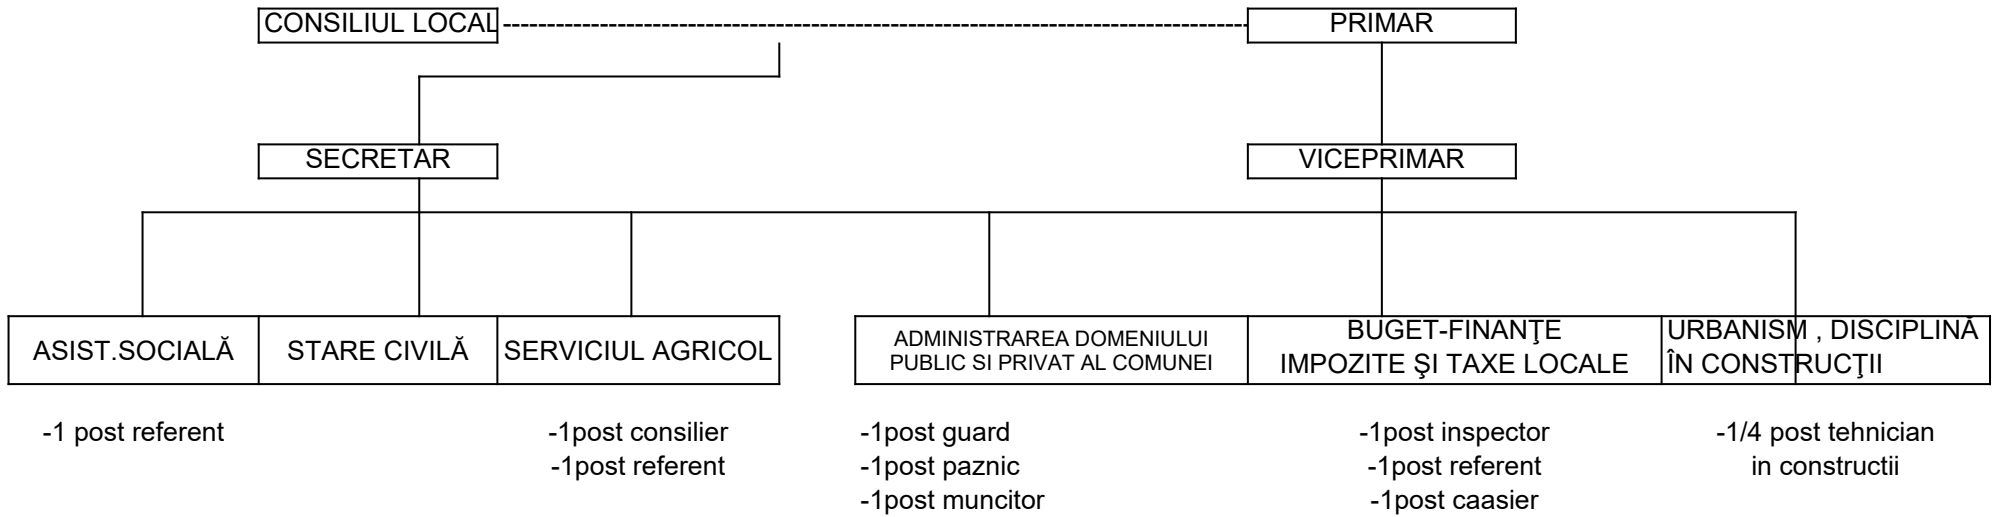 CONSILIUL LOCAL
PRIMAR
SECRETAR
VICEPRIMAR
ASIST.SOCIALĂ
STARE CIVILĂ
SERVICIUL AGRICOL
ADMINISTRAREA DOMENIULUI
PUBLIC SI PRIVAT AL COMUNEI
BUGET-FINANŢE
IMPOZITE ŞI TAXE LOCALE
URBANISM , DISCIPLINĂ
ÎN CONSTRUCŢII
-1 post referent
-1post consilier
-1post referent
-1post guard
-1post paznic
-1post muncitor
-1post inspector
-1post referent
-1post caasier
-1/4 post tehnician
in constructii